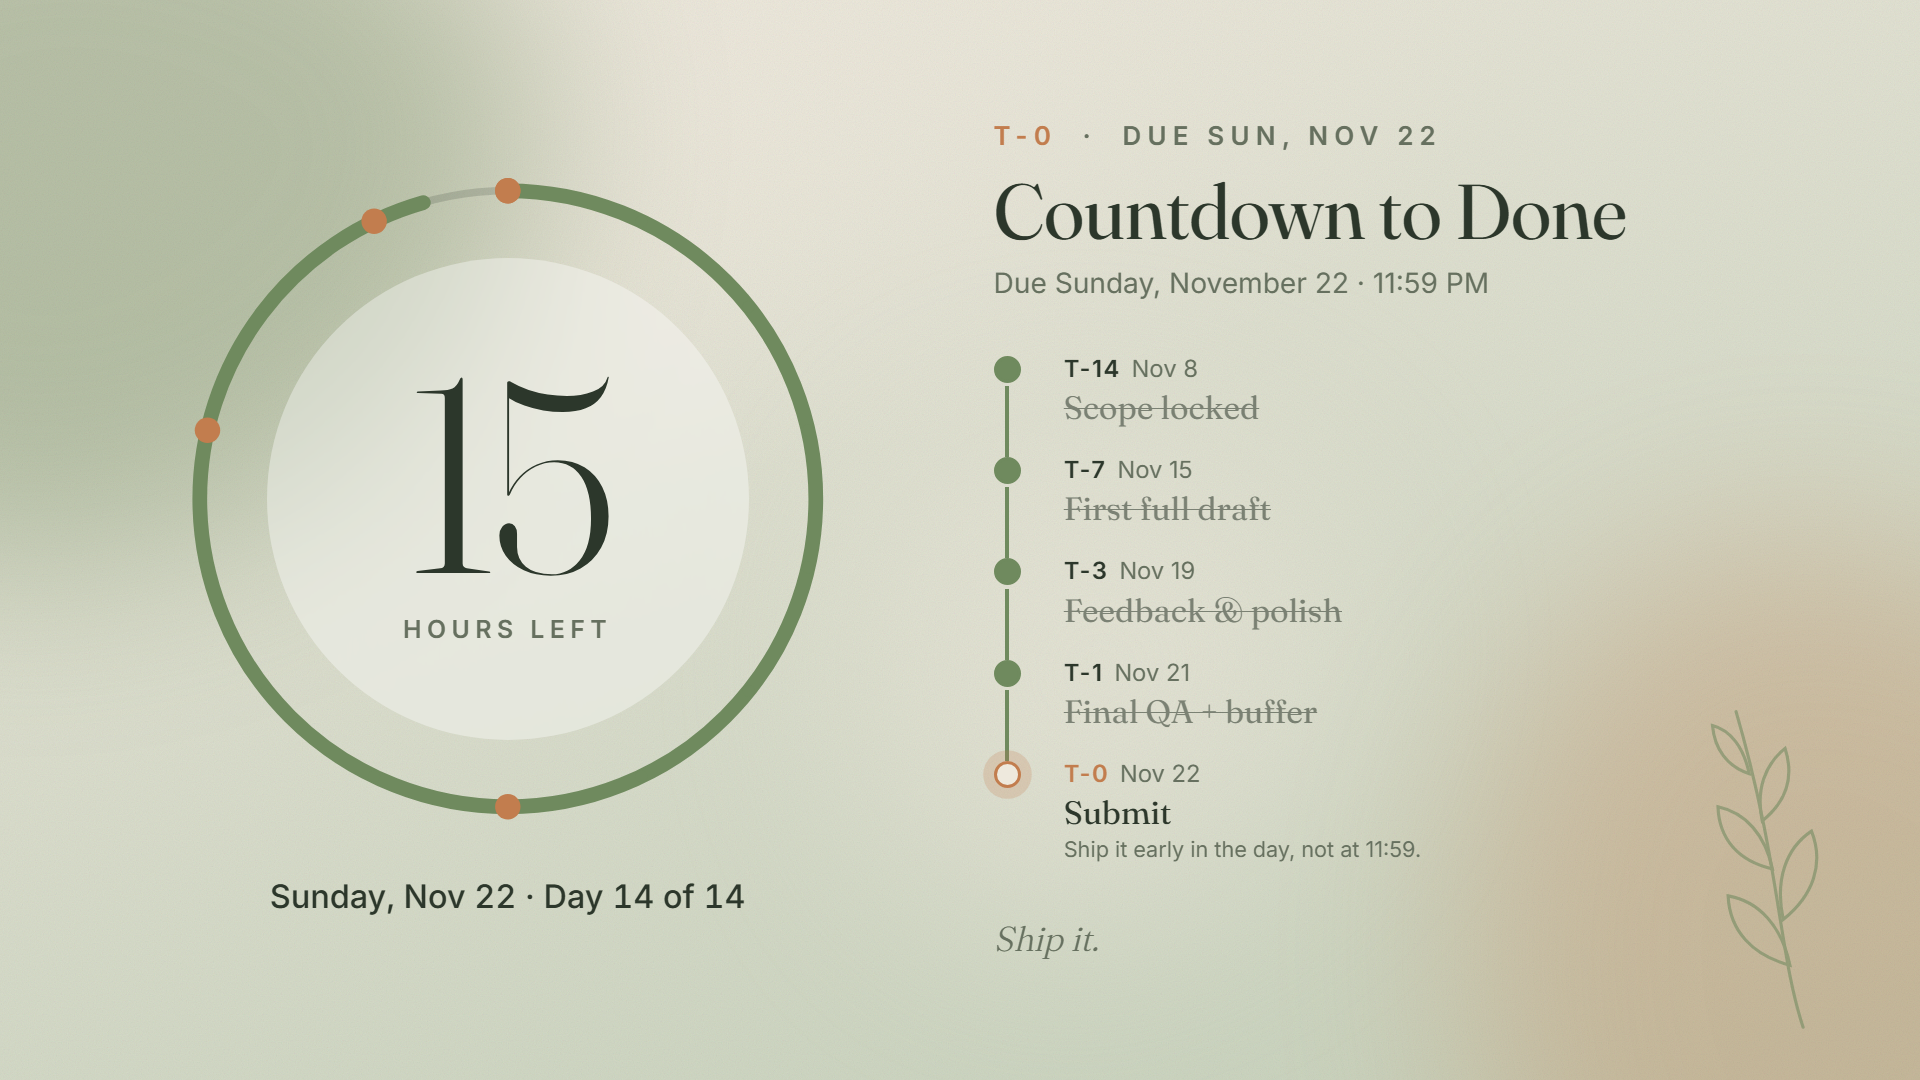 15
HOURS LEFT
Sunday, Nov 22 · Day 14 of 14
T-0 · DUE SUN, NOV 22
Countdown to Done
Due Sunday, November 22 · 11:59 PM
T-14 Nov 8
Scope locked
T-7 Nov 15
First full draft
T-3 Nov 19
Feedback & polish
T-1 Nov 21
Final QA + buffer
T-0 Nov 22
Submit
Ship it early in the day, not at 11:59.
Ship it.